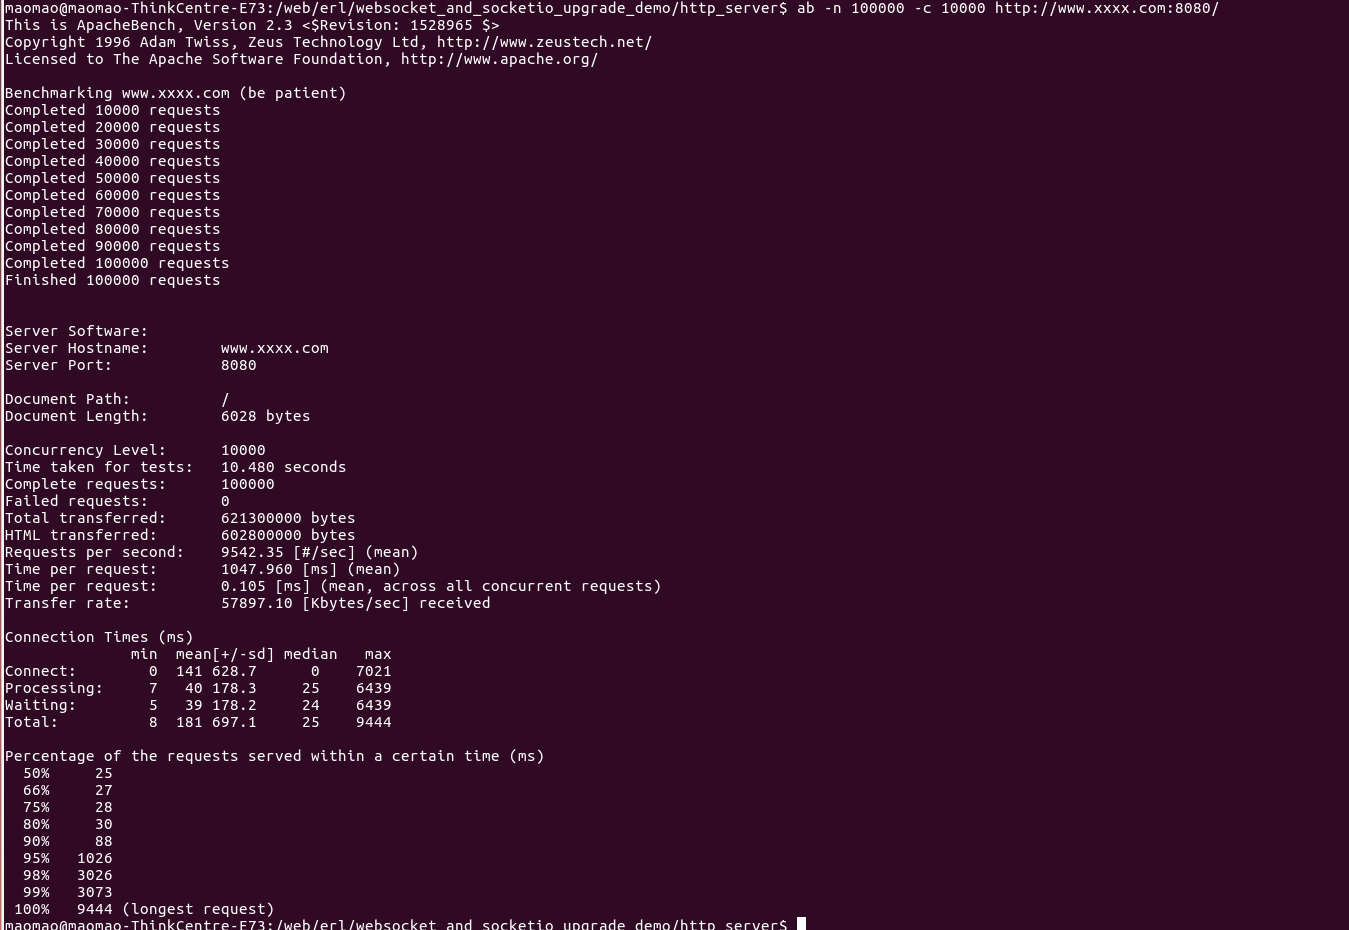 maomao@maomao-ThinkCentre-E73:/web/erl/websocket_and_socketio_upgrade_demo/http_server$ ab -n 100000 -c 10000 http://www.xxxx.com:8080/
This is ApacheBench, Version 2.3 <$Revision: 1528965 $>
Copyright 1996 Adam Twiss, Zeus Technology Ltd, http://www.zeustech.net/
Licensed to The Apache Software Foundation, http://www.apache.org/

Benchmarking www.xxxx.com (be patient)
Completed 10000 requests
Completed 20000 requests
Completed 30000 requests
Completed 40000 requests
Completed 50000 requests
Completed 60000 requests
Completed 70000 requests
Completed 80000 requests
Completed 90000 requests
Completed 100000 requests
Finished 100000 requests


Server Software:
Server Hostname:        www.xxxx.com
Server Port:            8080

Document Path:          /
Document Length:        6028 bytes

Concurrency Level:      10000
Time taken for tests:   10.480 seconds
Complete requests:      100000
Failed requests:        0
Total transferred:      621300000 bytes
HTML transferred:       602800000 bytes
Requests per second:    9542.35 [#/sec] (mean)
Time per request:       1047.960 [ms] (mean)
Time per request:       0.105 [ms] (mean, across all concurrent requests)
Transfer rate:          57897.10 [Kbytes/sec] received

Connection Times (ms)
              min  mean[+/-sd] median   max
Connect:        0  141 628.7      0    7021
Processing:     7   40 178.3     25    6439
Waiting:        5   39 178.2     24    6439
Total:          8  181 697.1     25    9444

Percentage of the requests served within a certain time (ms)
  50%     25
  66%     27
  75%     28
  80%     30
  90%     88
  95%   1026
  98%   3026
  99%   3073
 100%   9444 (longest request)
maomao@maomao-ThinkCentre-E73:/web/erl/websocket_and_socketio_upgrade_demo/http_server$